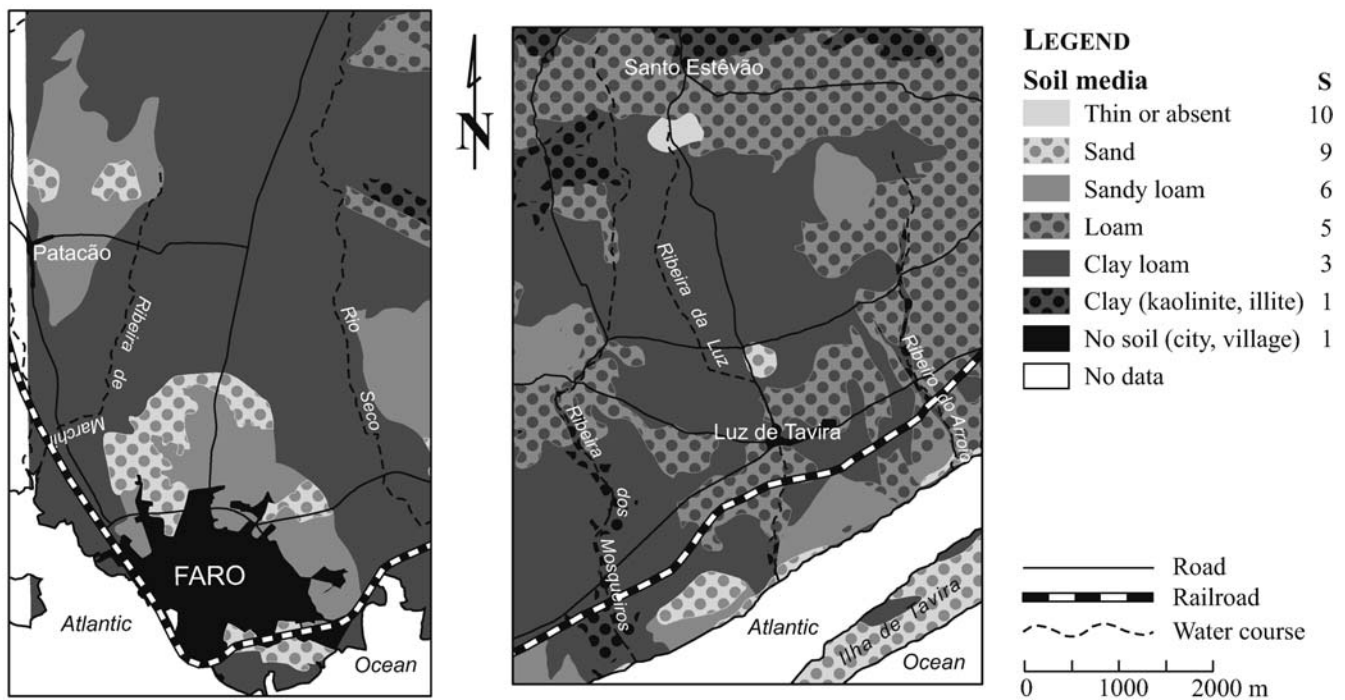 Patacão
Ribeira de
Marchil
Rio
Seco
FARO
Atlantic
Ocean
N
Santo Estêvão
Ribeira da Luz
Luz de Tavira
Ribeira dos Mosqueiros
Ribeiro do Arroio
Atlantic
Ilha de Tavira
Ocean
LEGEND
Soil media S
Thin or absent 10
Sand 9
Sandy loam 6
Loam 5
Clay loam 3
Clay (kaolinite, illite) 1
No soil (city, village) 1
No data
Road
Railroad
Water course
0 1000 2000 m